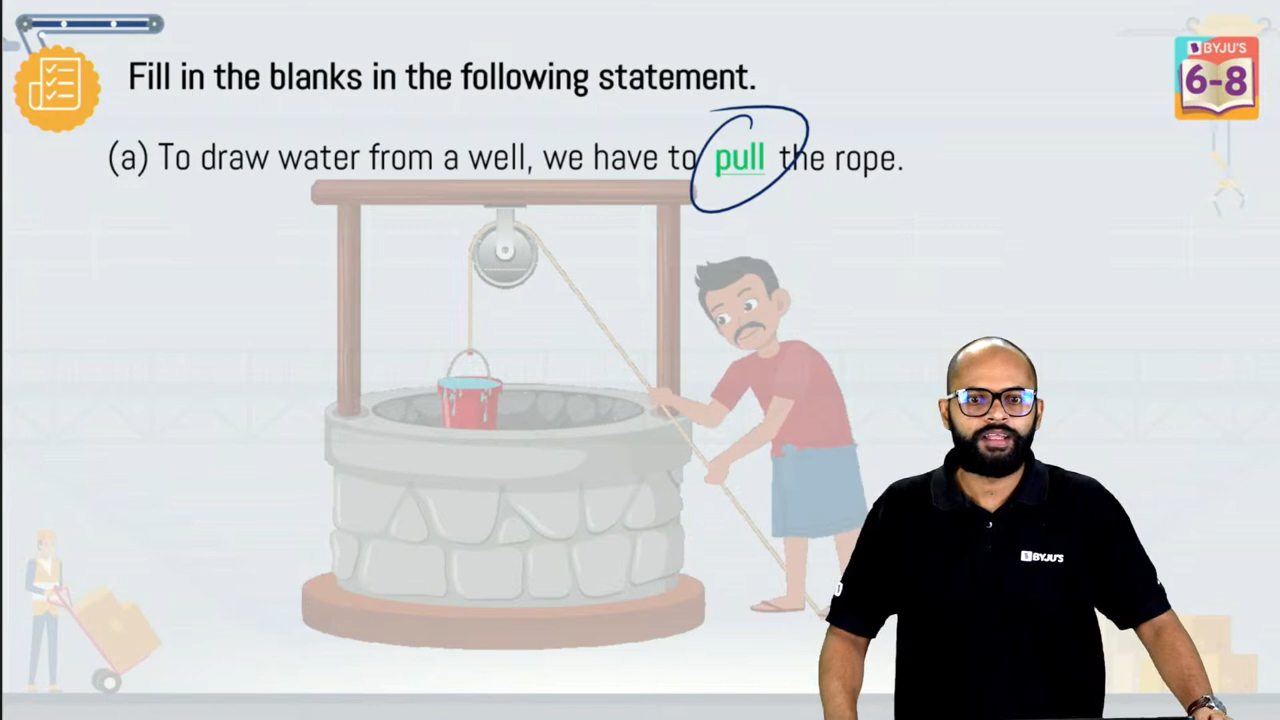 Fill in the blanks in the following statement.
BYJU'S
6-8
(a) To draw water from a well, we have to pull the rope.
BYJU'S